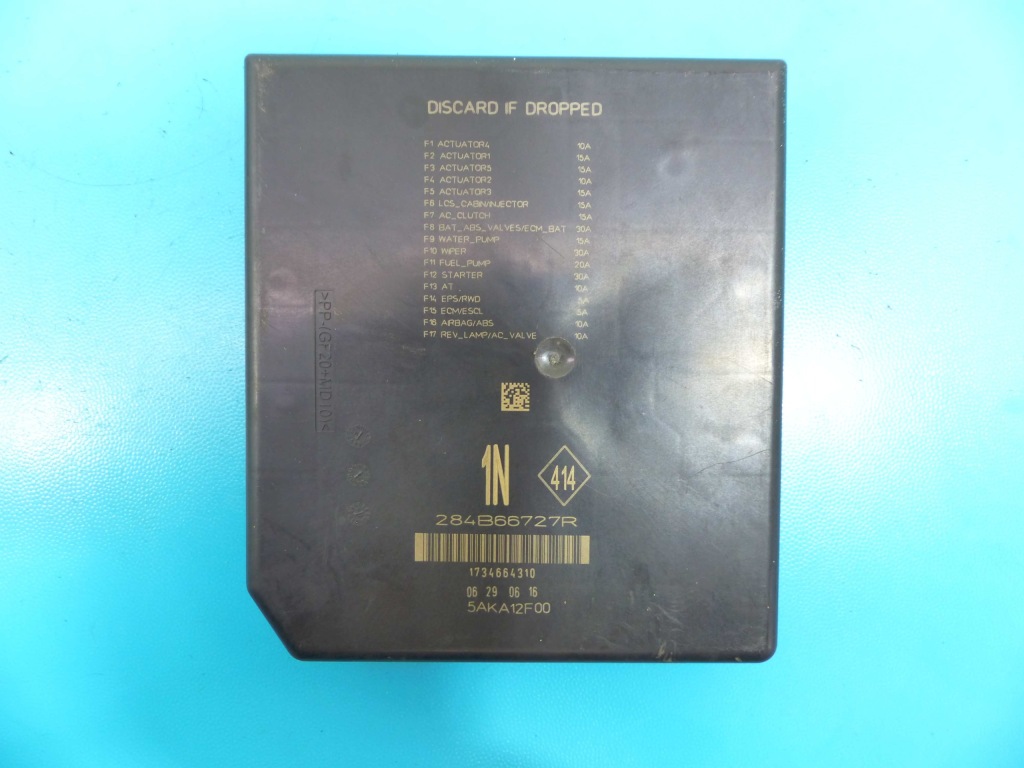 DISCARD IF DROPPED
F1 ACTUATOR4 10A
F2 ACTUATOR1 15A
F3 ACTUATOR5 15A
F4 ACTUATOR2 10A
F5 ACTUATOR3 15A
F6 LCS_CABIN/INJECTOR 15A
F7 AC_CLUTCH 15A
F8 BAT_ABS_VALVES/ECM_BAT 30A
F9 WATER_PUMP 15A
F10 WIPER 30A
F11 FUEL_PUMP 20A
F12 STARTER 30A
F13 AT 10A
F14 EPS/RWD 5A
F15 ECM/ESCL 5A
F16 AIRBAG/ABS 10A
F17 REV_LAMP/AC_VALVE 10A
1N
414
284B66727R
1734664310
06 29 06 16
5AKA12F00